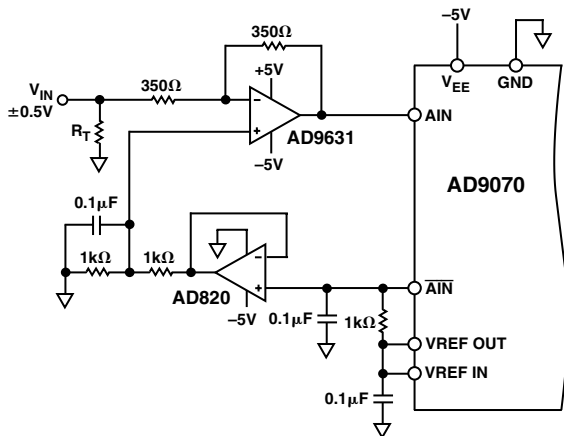 –5V
350Ω
VIN
±0.5V
350Ω
+5V
–
+
AD9631
–5V
RT
VEE
GND
AIN
AD9070
0.1μF
1kΩ
1kΩ
–
+
AD820
–5V
0.1μF
1kΩ
AIN
VREF OUT
VREF IN
0.1μF